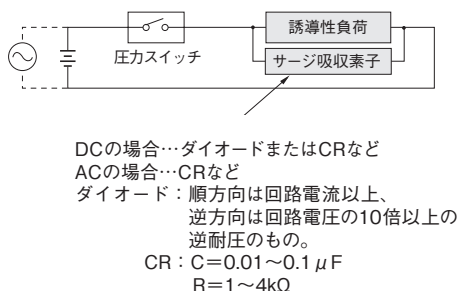 誘導性負荷
圧力スイッチ
サージ吸収素子
DCの場合…ダイオードまたはCRなど
ACの場合…CRなど
ダイオード：順方向は回路電流以上、
逆方向は回路電圧の10倍以上の
逆耐圧のもの。
CR：C＝0.01～0.1μF
R＝1～4kΩ